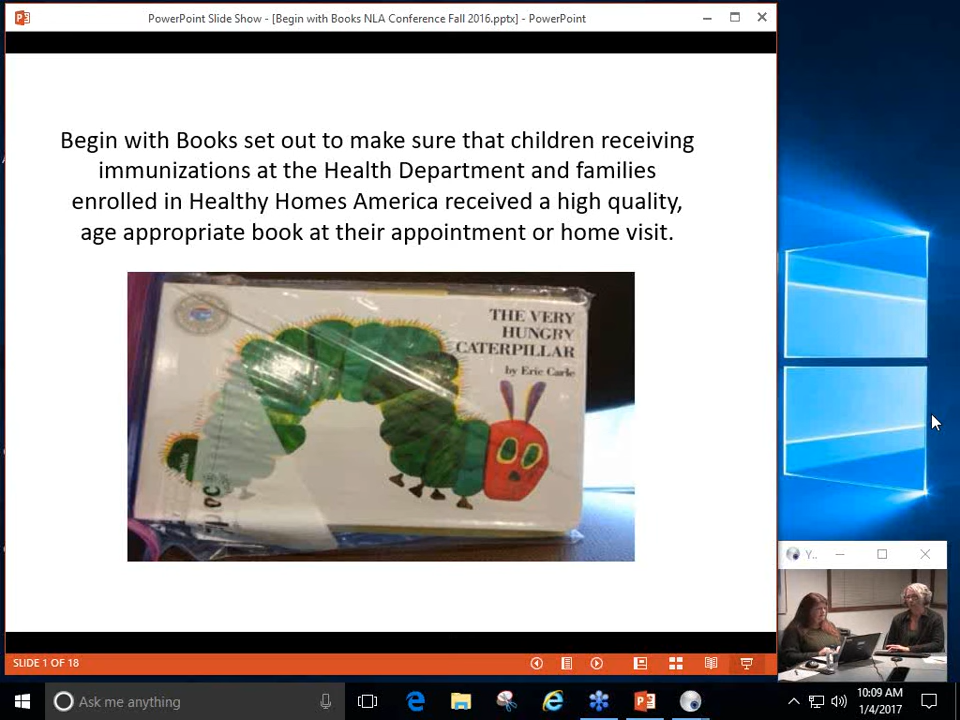 PowerPoint Slide Show - [Begin with Books NLA Conference Fall 2016.pptx] - PowerPoint
Begin with Books set out to make sure that children receiving
immunizations at the Health Department and families
enrolled in Healthy Homes America received a high quality,
age appropriate book at their appointment or home visit.
THE VERY
HUNGRY
CATERPILLAR
by Eric Carle
Y..
SLIDE 1 OF 18
Ask me anything
10:09 AM
1/4/2017